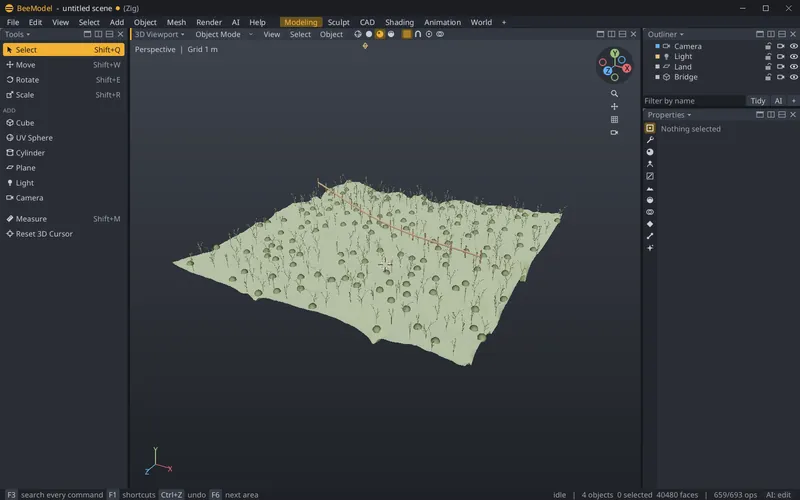 BeeModel - untitled scene • (Zig)
File Edit View Select Add Object Mesh Render AI Help Modeling Sculpt CAD Shading Animation World +
Tools 3D Viewport Object Mode View Select Object Outliner
Select Shift+Q
Move Shift+W
Rotate Shift+E
Scale Shift+R
ADD
Cube
UV Sphere
Cylinder
Plane
Light
Camera
Measure Shift+M
Reset 3D Cursor
Perspective | Grid 1 m
Y
X
Z
Y
X
Z
Camera
Light
Land
Bridge
Filter by name Tidy AI +
Properties
Nothing selected
F3 search every command F1 shortcuts Ctrl+Z undo F6 next area idle | 4 objects 0 selected 40480 faces | 659/693 ops AI: edit